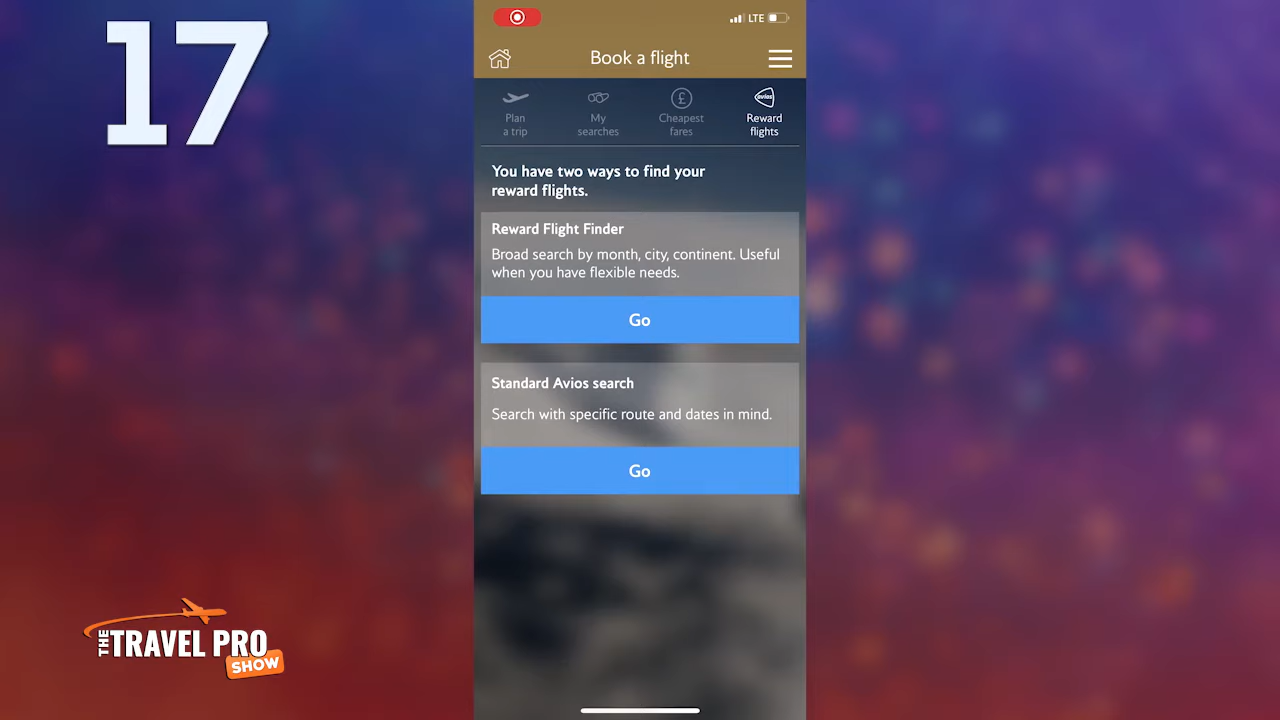 17
LTE
Book a flight
Plan
a trip
My
searches
£
Cheapest
fares
avios
Reward
flights
You have two ways to find your
reward flights.
Reward Flight Finder
Broad search by month, city, continent. Useful
when you have flexible needs.
Go
Standard Avios search
Search with specific route and dates in mind.
Go
THE TRAVEL PRO
SHOW